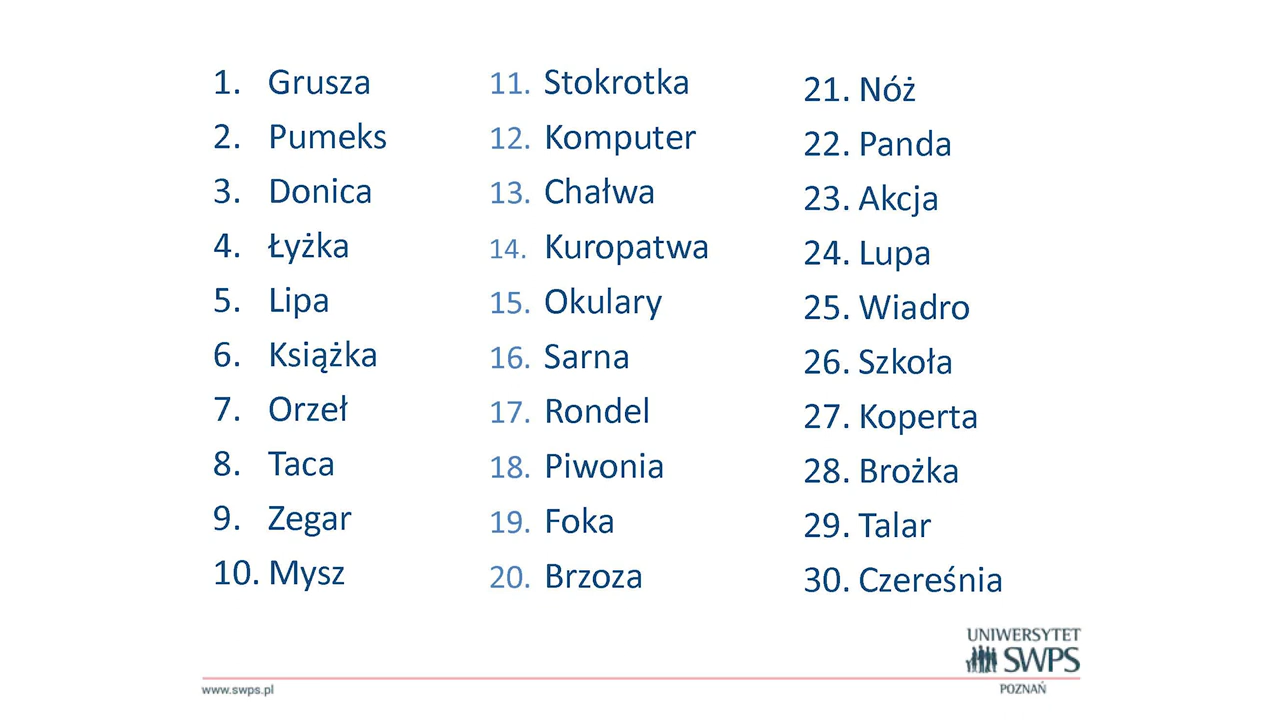 1. Grusza
2. Pumeks
3. Donica
4. Łyżka
5. Lipa
6. Książka
7. Orzeł
8. Taca
9. Zegar
10. Mysz
11. Stokrotka
12. Komputer
13. Chałwa
14. Kuropatwa
15. Okulary
16. Sarna
17. Rondel
18. Piwonia
19. Foka
20. Brzoza
21. Nóż
22. Panda
23. Akcja
24. Lupa
25. Wiadro
26. Szkoła
27. Koperta
28. Brożka
29. Talar
30. Czereśnia
UNIWERSYTET
SWPS
www.swps.pl
POZNAŃ